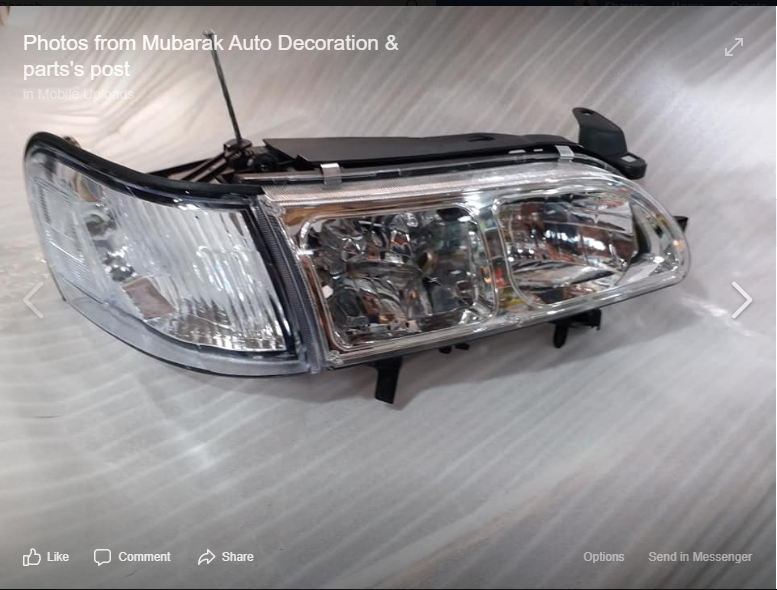 Photos from Mubarak Auto Decoration &
parts's post
in Mobile Uploads
Like
Comment
Share
Options
Send in Messenger